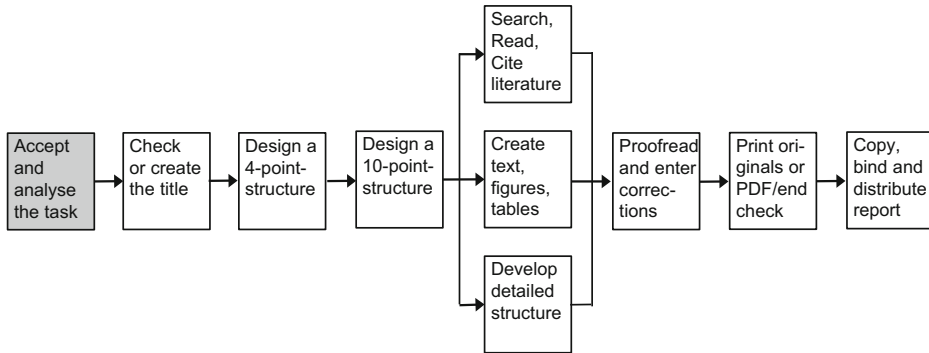 Accept
and
analyse
the task
Check
or create
the title
Design a
4-point-
structure
Design a
10-point-
structure
Search,
Read,
Cite
literature
Create
text,
figures,
tables
Develop
detailed
structure
Proofread
and enter
correc-
tions
Print ori-
ginals or
PDF/end
check
Copy,
bind and
distribute
report